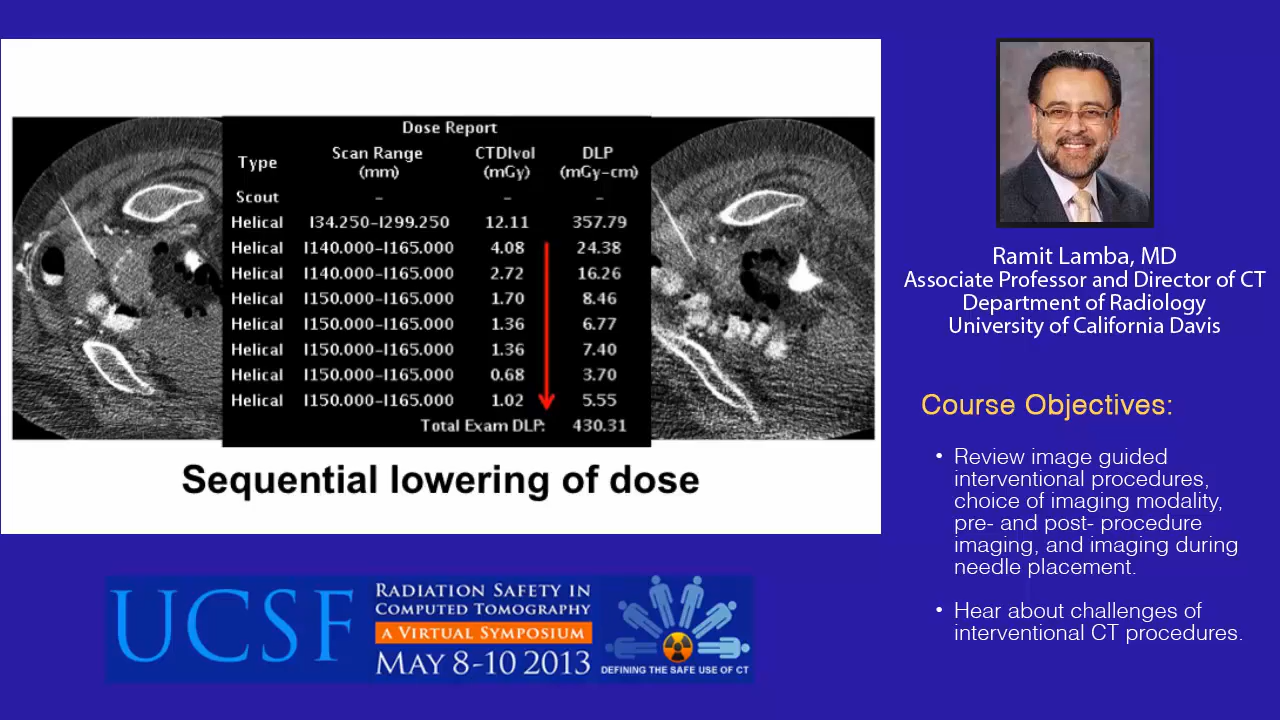 Dose Report
Type Scan Range (mm) CTDIvol (mGy) DLP (mGy-cm)
Scout – – –
Helical I34.250–I299.250 12.11 357.79
Helical I140.000–I165.000 4.08 24.38
Helical I140.000–I165.000 2.72 16.26
Helical I150.000–I165.000 1.70 8.46
Helical I150.000–I165.000 1.36 6.77
Helical I150.000–I165.000 1.36 7.40
Helical I150.000–I165.000 0.68 3.70
Helical I150.000–I165.000 1.02 5.55
Total Exam DLP: 430.31
Sequential lowering of dose
Ramit Lamba, MD
Associate Professor and Director of CT
Department of Radiology
University of California Davis
Course Objectives:
• Review image guided
interventional procedures,
choice of imaging modality,
pre- and post- procedure
imaging, and imaging during
needle placement.
• Hear about challenges of
interventional CT procedures.
UCSF
RADIATION SAFETY IN
COMPUTED TOMOGRAPHY
A VIRTUAL SYMPOSIUM
MAY 8-10 2013
DEFINING THE SAFE USE OF CT